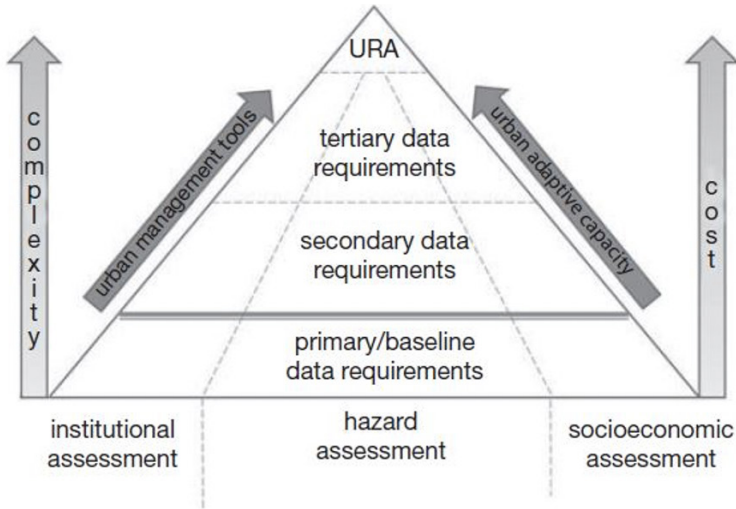 URA
complexity
urban management tools
urban adaptive capacity
cost
tertiary data
requirements
secondary data
requirements
primary/baseline
data requirements
institutional
assessment
hazard
assessment
socioeconomic
assessment